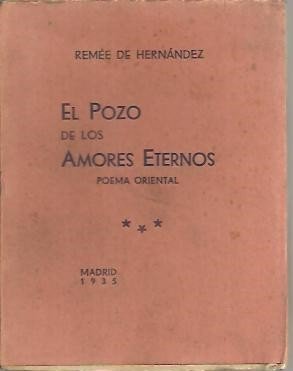 REMÉE DE HERNÁNDEZ
EL POZO
DE LOS
AMORES ETERNOS
POEMA ORIENTAL
MADRID
1935